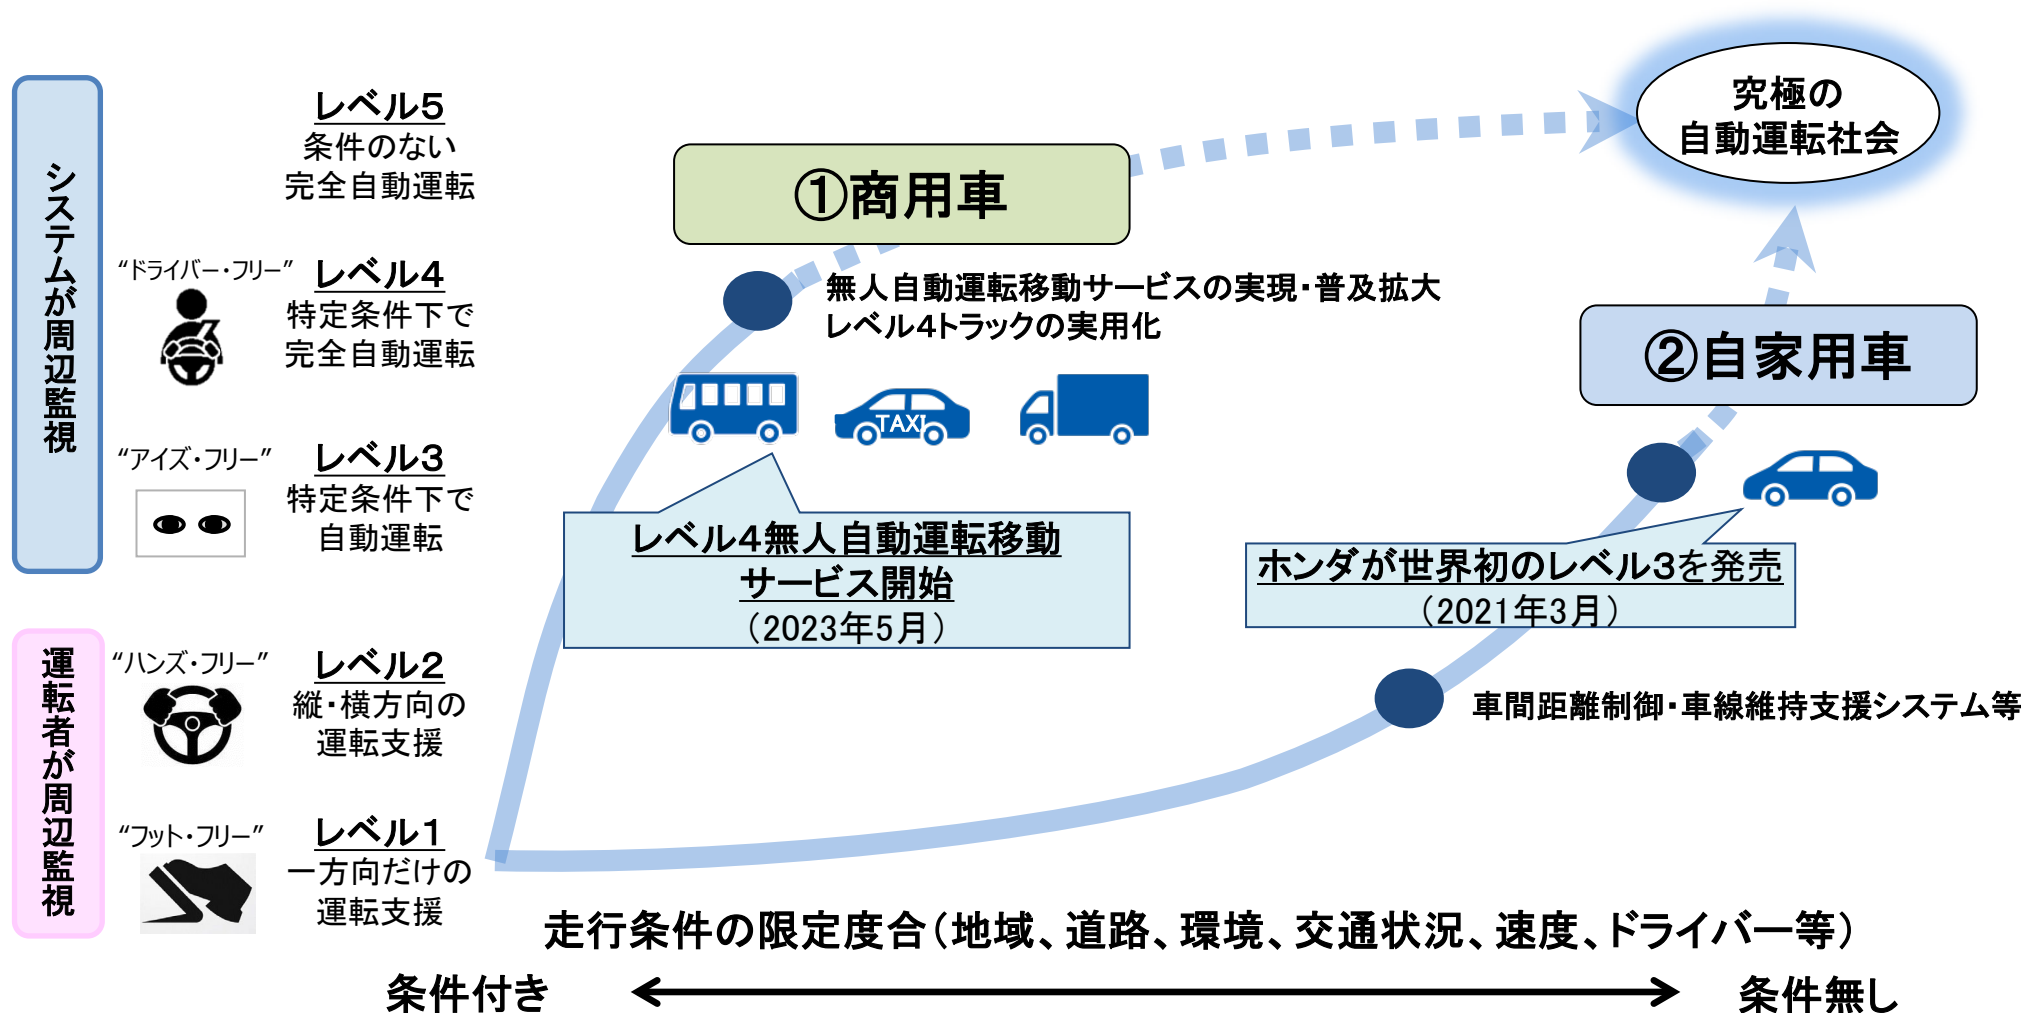 システムが周辺監視
レベル5
条件のない
完全自動運転
“ドライバー・フリー”
レベル4
特定条件下で
完全自動運転
“アイズ・フリー”
レベル3
特定条件下で
自動運転
運転者が周辺監視
“ハンズ・フリー”
レベル2
縦・横方向の
運転支援
“フット・フリー”
レベル1
一方向だけの
運転支援
①商用車
無人自動運転移動サービスの実現・普及拡大
レベル4トラックの実用化
TAXI
レベル4無人自動運転移動
サービス開始
(2023年5月)
究極の
自動運転社会
②自家用車
ホンダが世界初のレベル3を発売
(2021年3月)
車間距離制御・車線維持支援システム等
走行条件の限定度合(地域、道路、環境、交通状況、速度、ドライバー等)
条件付き
条件無し